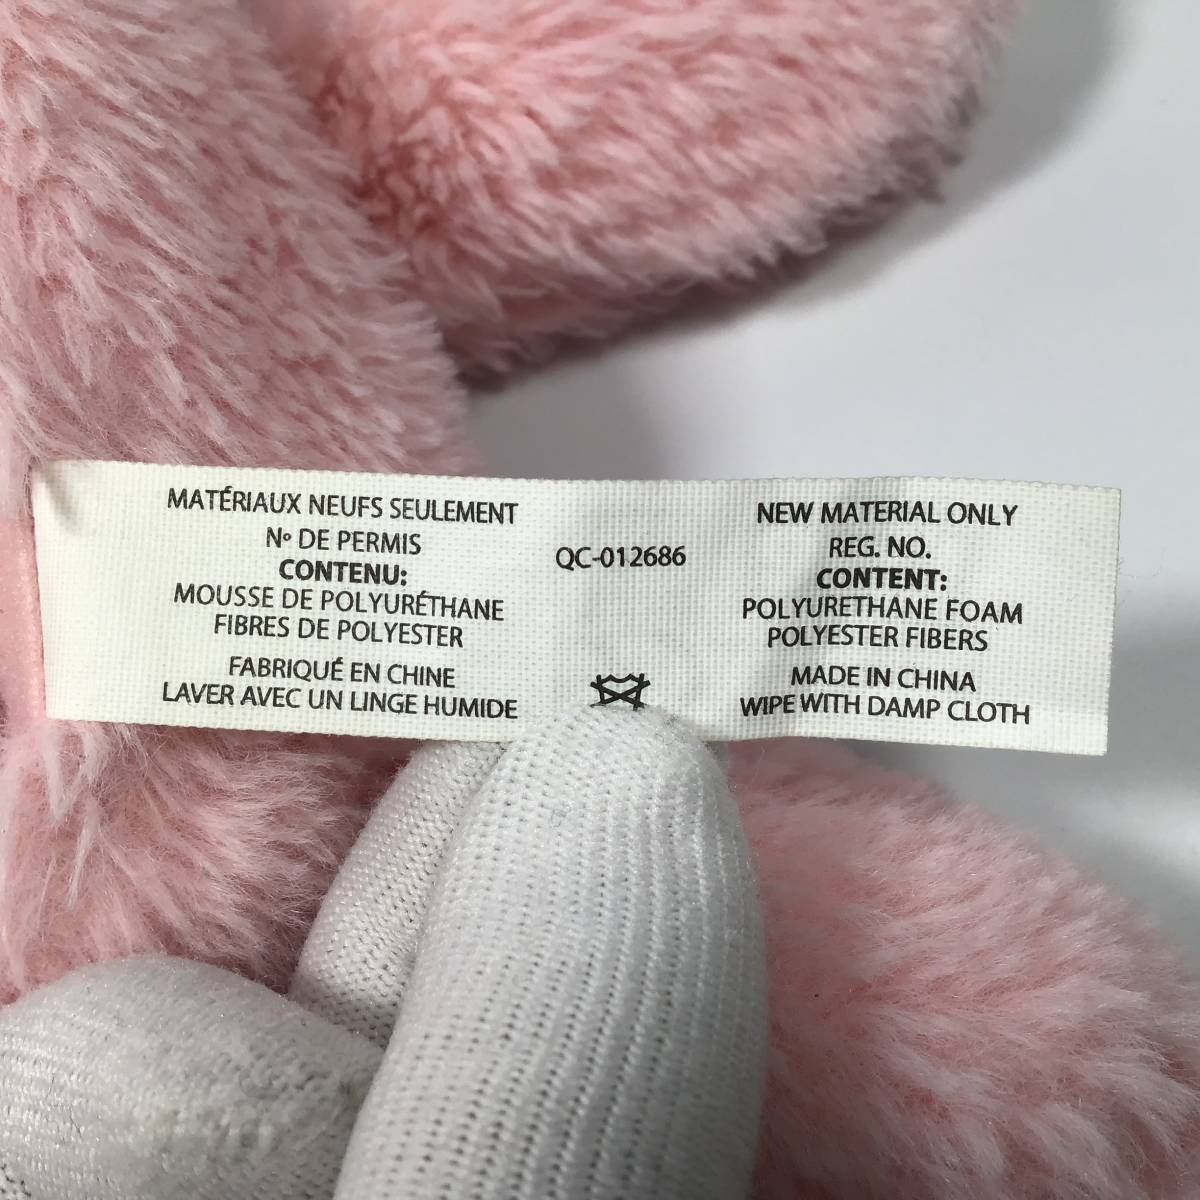 MATÉRIAUX NEUFS SEULEMENT
Nº DE PERMIS
CONTENU:
MOUSSE DE POLYURÉTHANE
FIBRES DE POLYESTER
FABRIQUÉ EN CHINE
LAVER AVEC UN LINGE HUMIDE
QC-012686
NEW MATERIAL ONLY
REG. NO.
CONTENT:
POLYURETHANE FOAM
POLYESTER FIBERS
MADE IN CHINA
WIPE WITH DAMP CLOTH